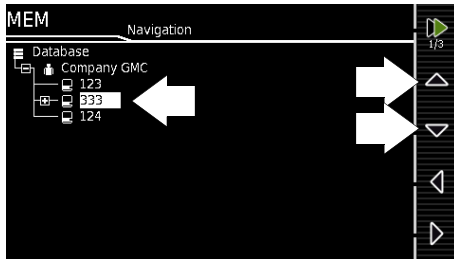 MEM
Navigation
1/3
Database
Company GMC
123
333
124